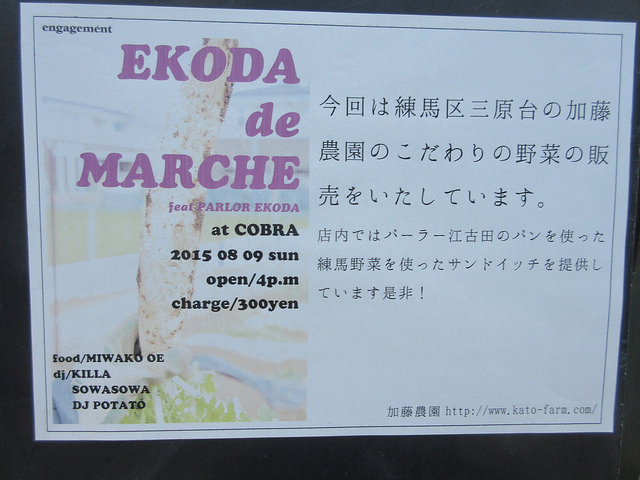 engagement
EKODA
de
MARCHE
feat PARLOR EKODA
at COBRA
2015 08 09 sun
open/4p.m
charge/300yen
food/MIWAKO OE
dj/KILLA
SOWASOWA
DJ POTATO
今回は練馬区三原台の加藤
農園のこだわりの野菜の販
売をいたしています。
店内ではパーラー江古田のパンを使った
練馬野菜を使ったサンドイッチを提供し
ています是非！
加藤農園 http://www.kato-farm.com/